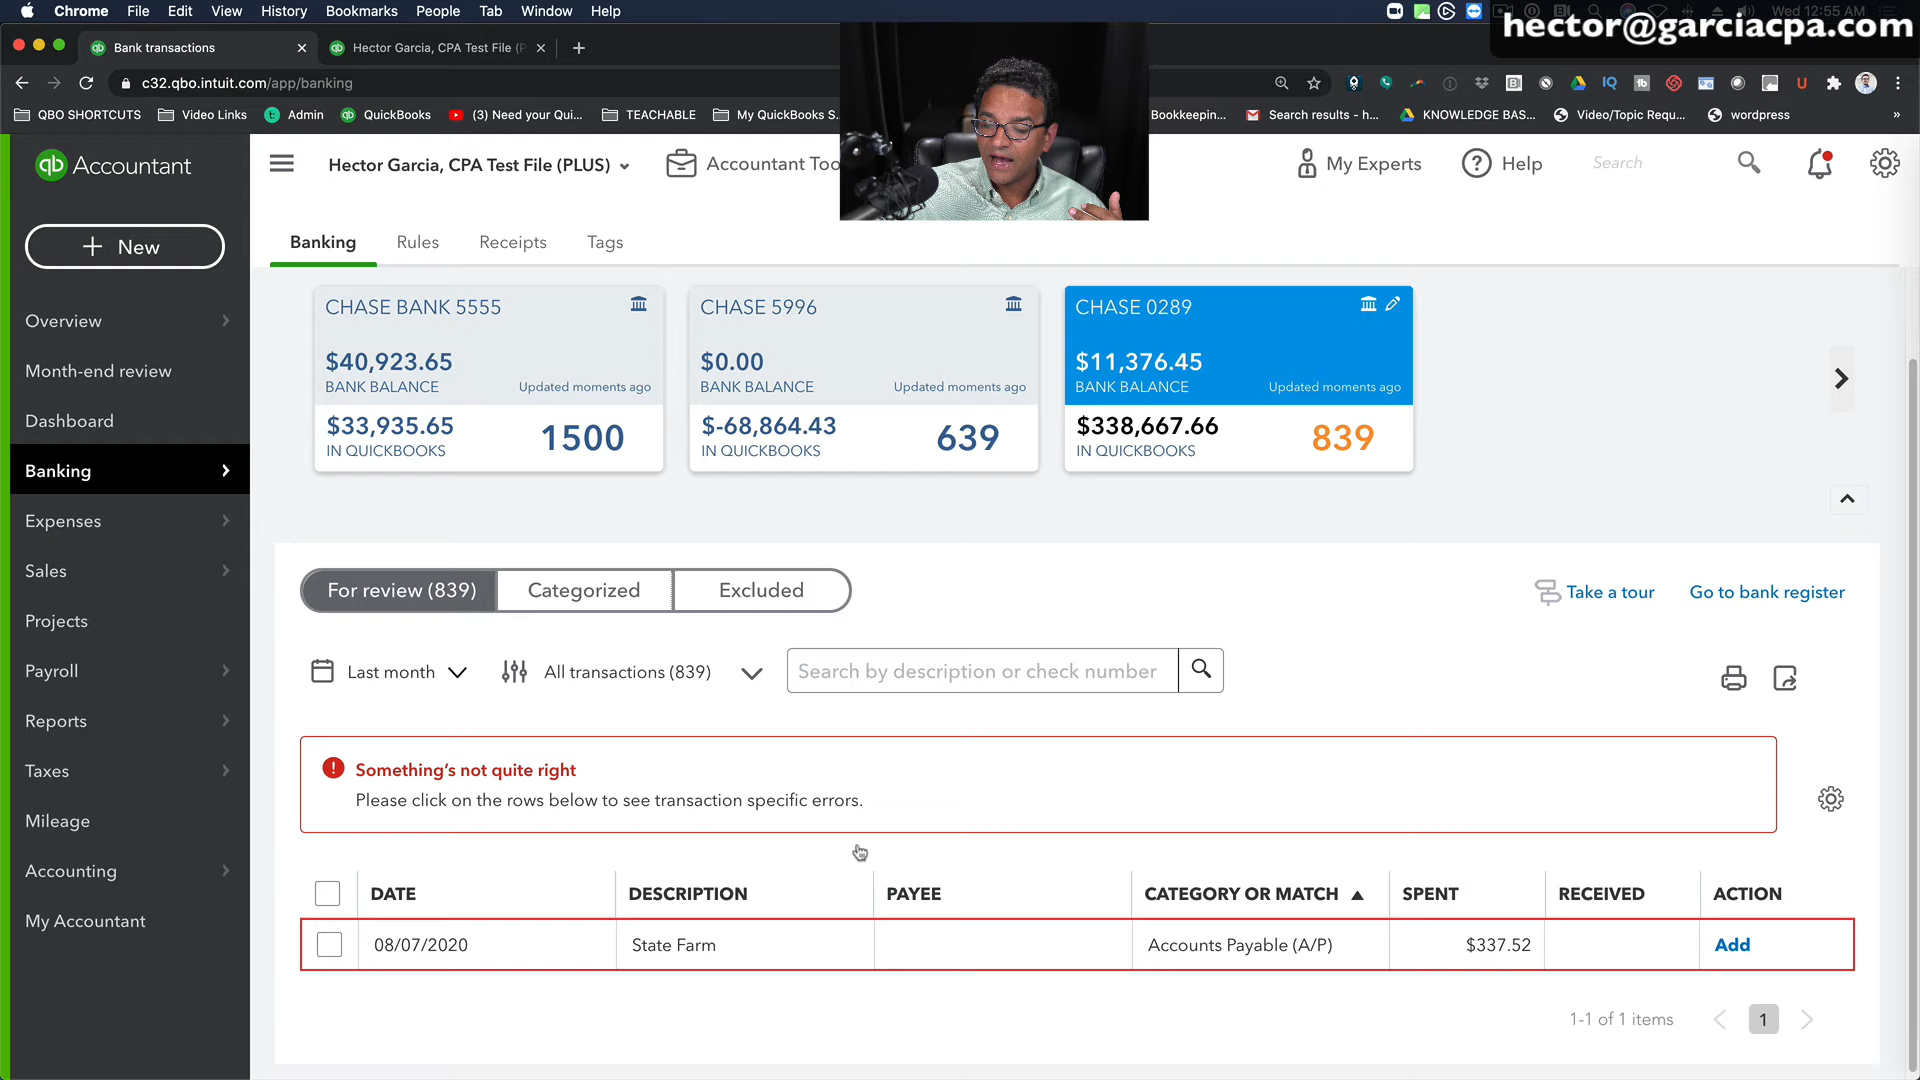 Chrome File Edit View History Bookmarks People Tab Window Help Wed 12:55 AM
hector@garciacpa.com
Bank transactions
Hector Garcia, CPA Test File (P
c32.qbo.intuit.com/app/banking
QBO SHORTCUTS Video Links Admin QuickBooks (3) Need your Qui... TEACHABLE My QuickBooks S... Bookkeepin... Search results - h... KNOWLEDGE BAS... Video/Topic Requ... wordpress »
qb Accountant
Hector Garcia, CPA Test File (PLUS)
Accountant Too
My Experts
Help
Search
+ New
Banking Rules Receipts Tags
Overview
Month-end review
Dashboard
Banking
Expenses
Sales
Projects
Payroll
Reports
Taxes
Mileage
Accounting
My Accountant
CHASE BANK 5555
$40,923.65
BANK BALANCE Updated moments ago
$33,935.65
IN QUICKBOOKS
1500
CHASE 5996
$0.00
BANK BALANCE Updated moments ago
$-68,864.43
IN QUICKBOOKS
639
CHASE 0289
$11,376.45
BANK BALANCE Updated moments ago
$338,667.66
IN QUICKBOOKS
839
For review (839) Categorized Excluded
Take a tour Go to bank register
Last month All transactions (839) Search by description or check number
Something's not quite right
Please click on the rows below to see transaction specific errors.
DATE DESCRIPTION PAYEE CATEGORY OR MATCH ▲ SPENT RECEIVED ACTION
08/07/2020 State Farm Accounts Payable (A/P) $337.52 Add
1-1 of 1 items 1